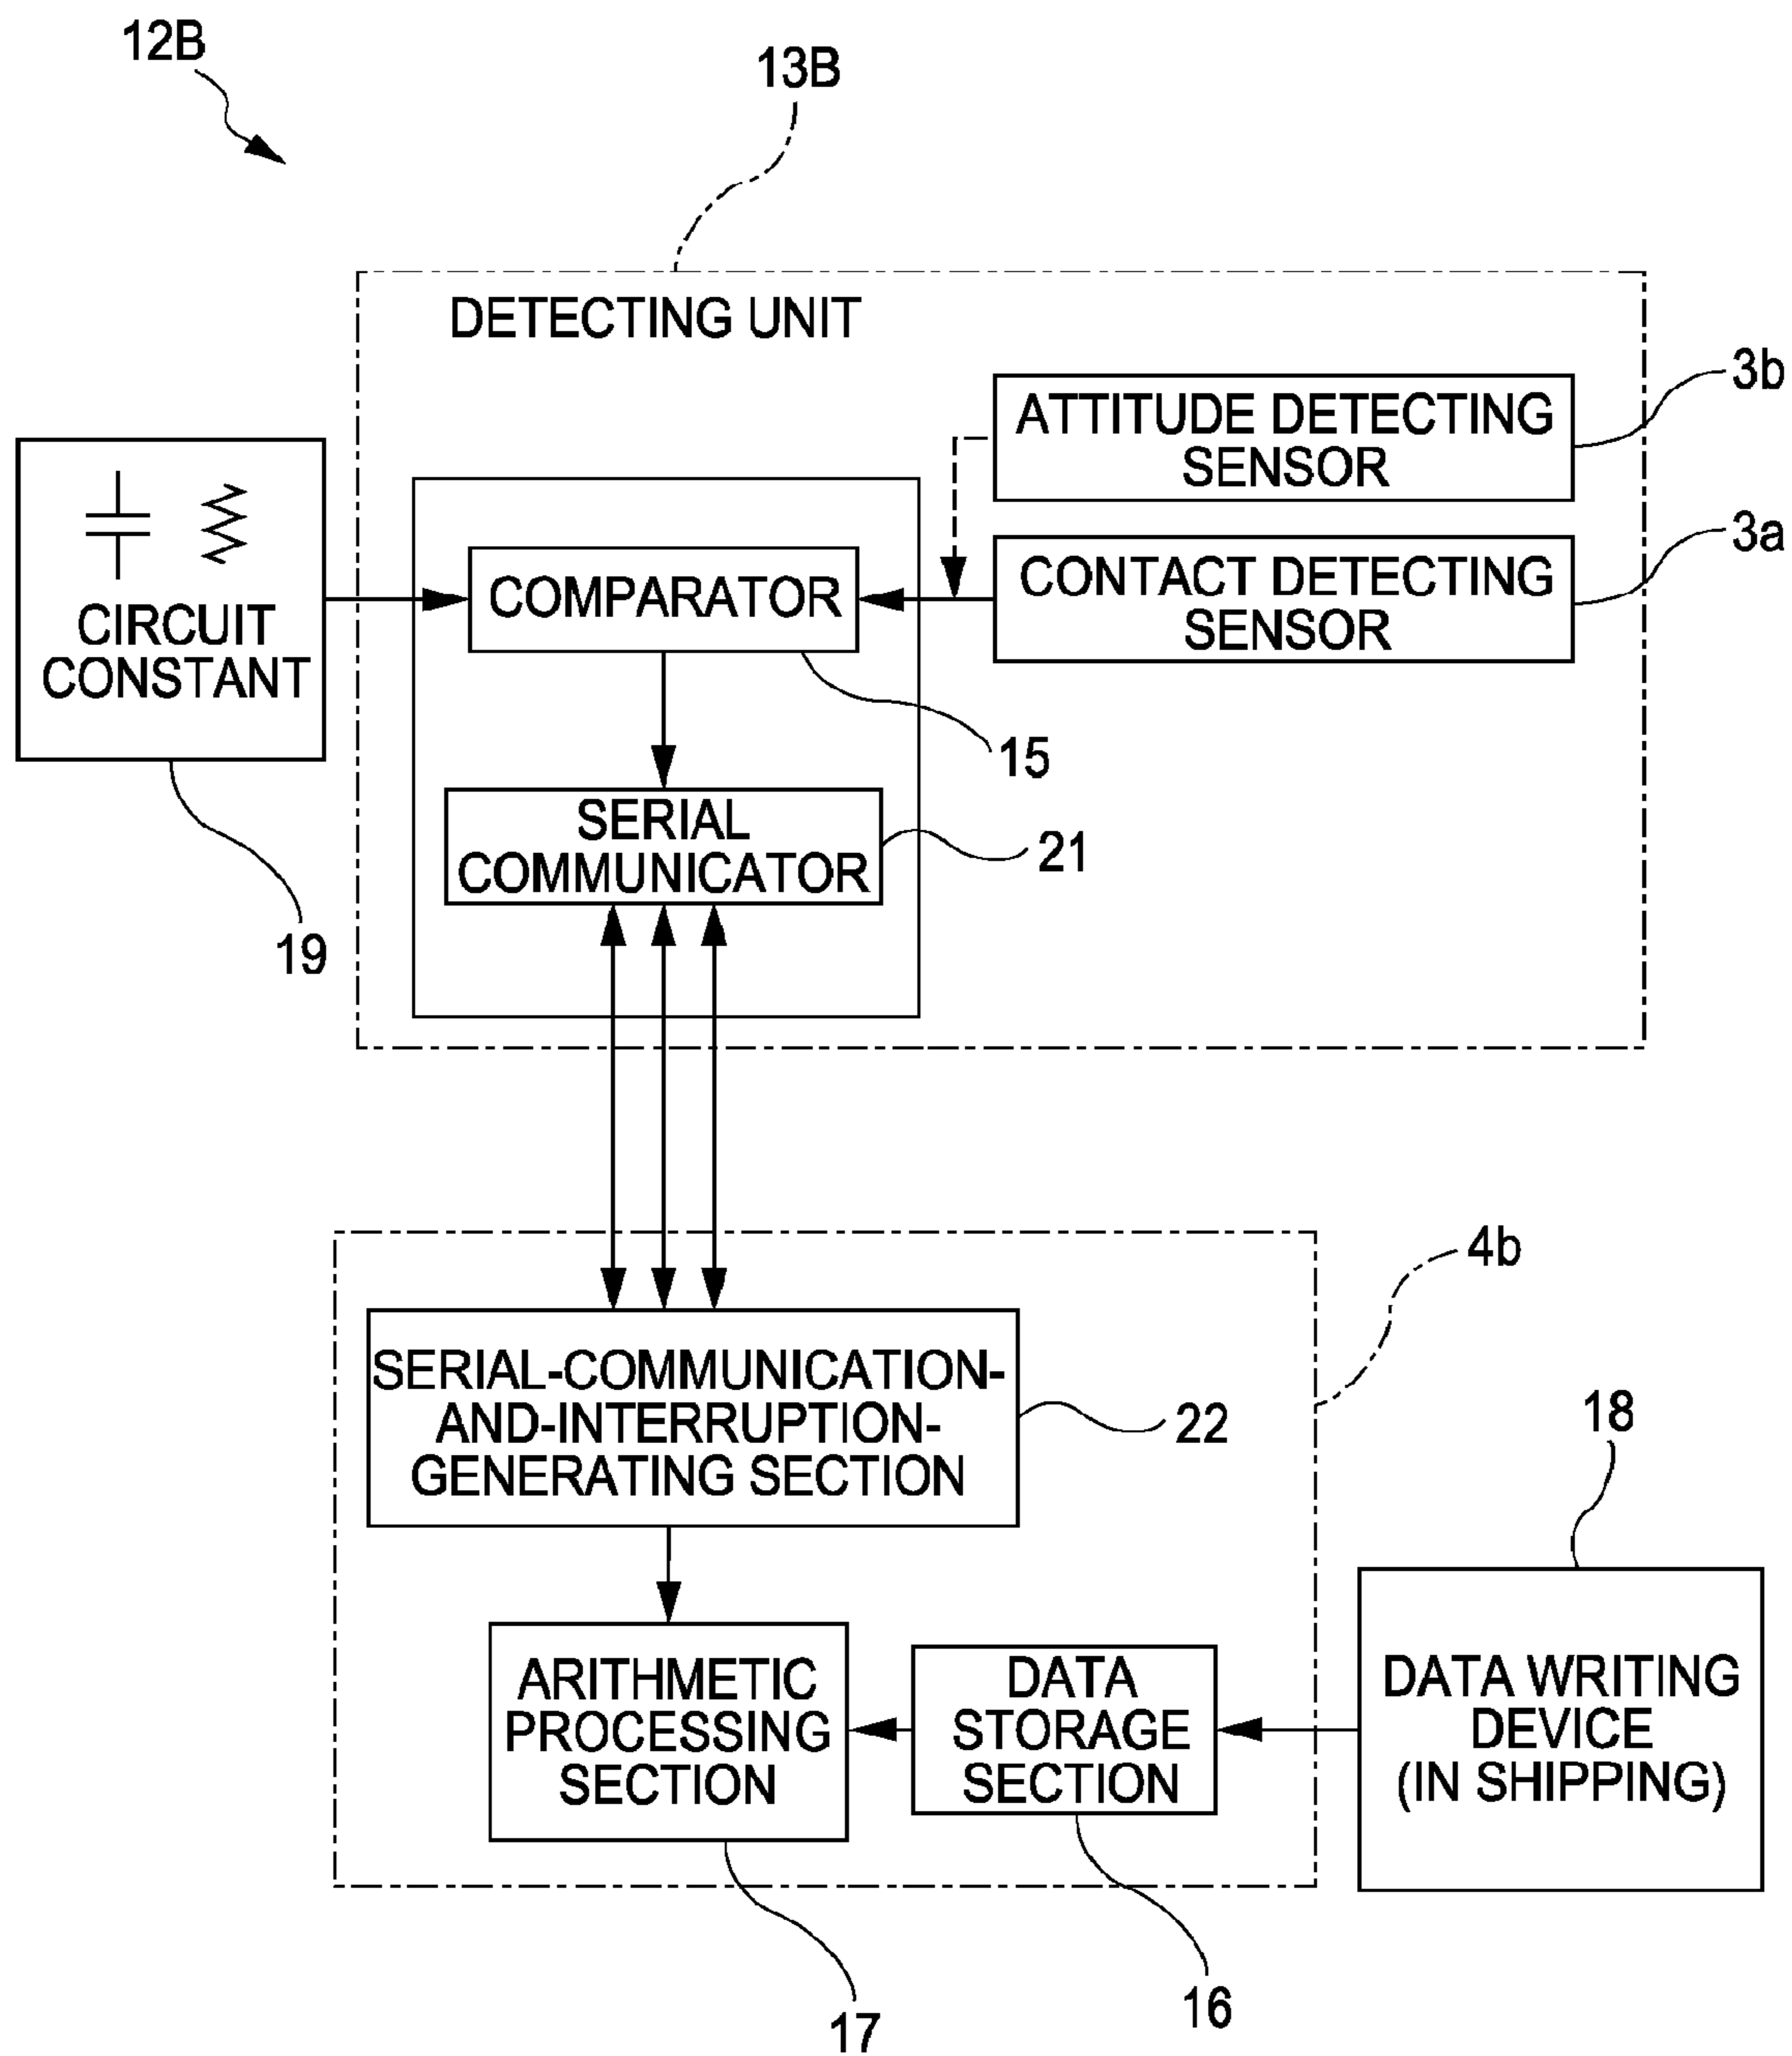 12B
13B
DETECTING UNIT
3b
ATTITUDE DETECTING
SENSOR
3a
CONTACT DETECTING
SENSOR
COMPARATOR
CIRCUIT
CONSTANT
15
SERIAL
COMMUNICATOR
21
19
4b
SERIAL-COMMUNICATION-
AND-INTERRUPTION-
GENERATING SECTION
22
18
ARITHMETIC
PROCESSING
SECTION
DATA
STORAGE
SECTION
DATA WRITING
DEVICE
(IN SHIPPING)
16
17